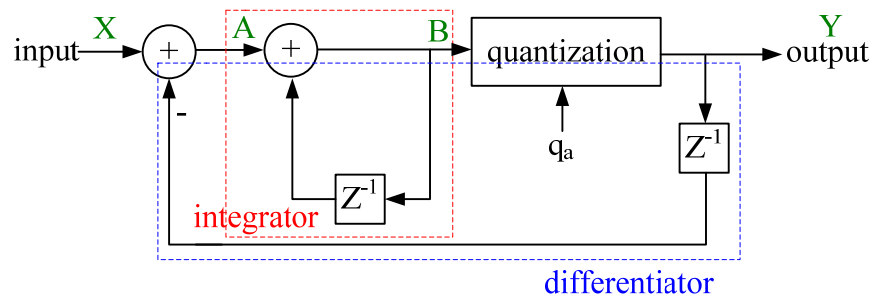 X
A
B
Y
input
+
+
quantization
output
-
qa
Z-1
Z-1
integrator
differentiator